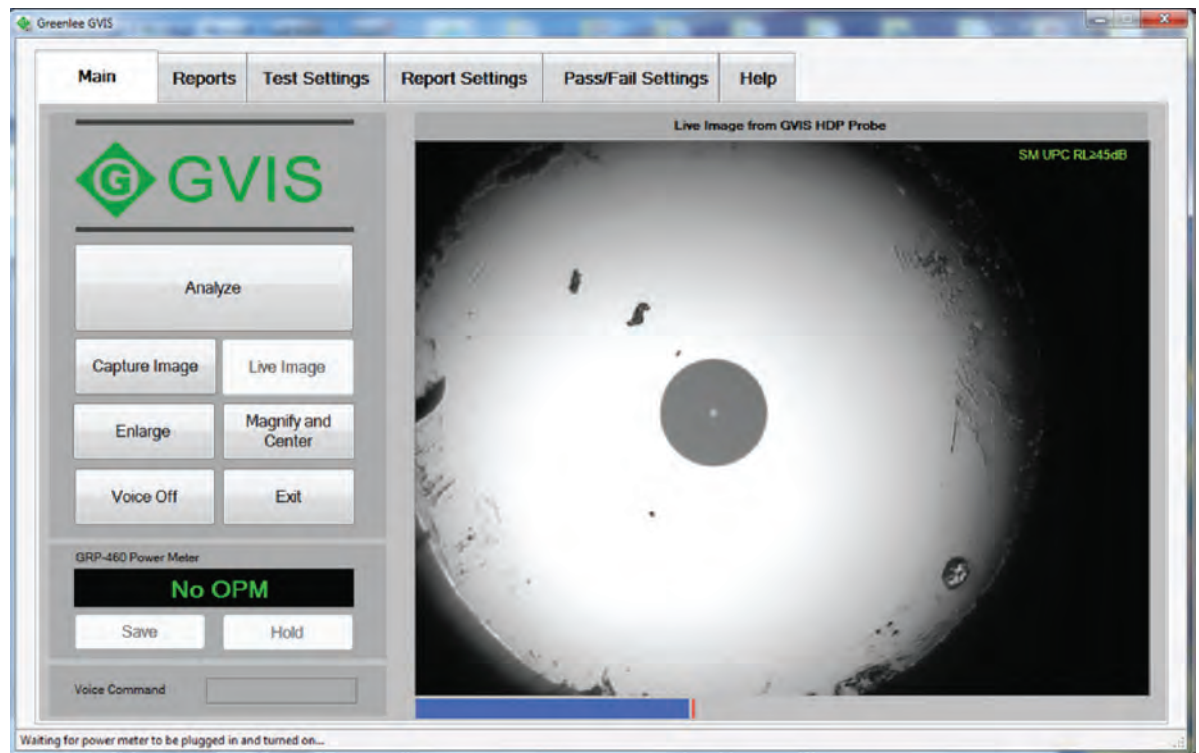 Greenlee GVIS
Main Reports Test Settings Report Settings Pass/Fail Settings Help
G GVIS
Analyze
Capture Image Live Image
Enlarge Magnify and Center
Voice Off Exit
GRP-460 Power Meter
No OPM
Save Hold
Voice Command
Live Image from GVIS HDP Probe
SM UPC RL≥45dB
Waiting for power meter to be plugged in and turned on...